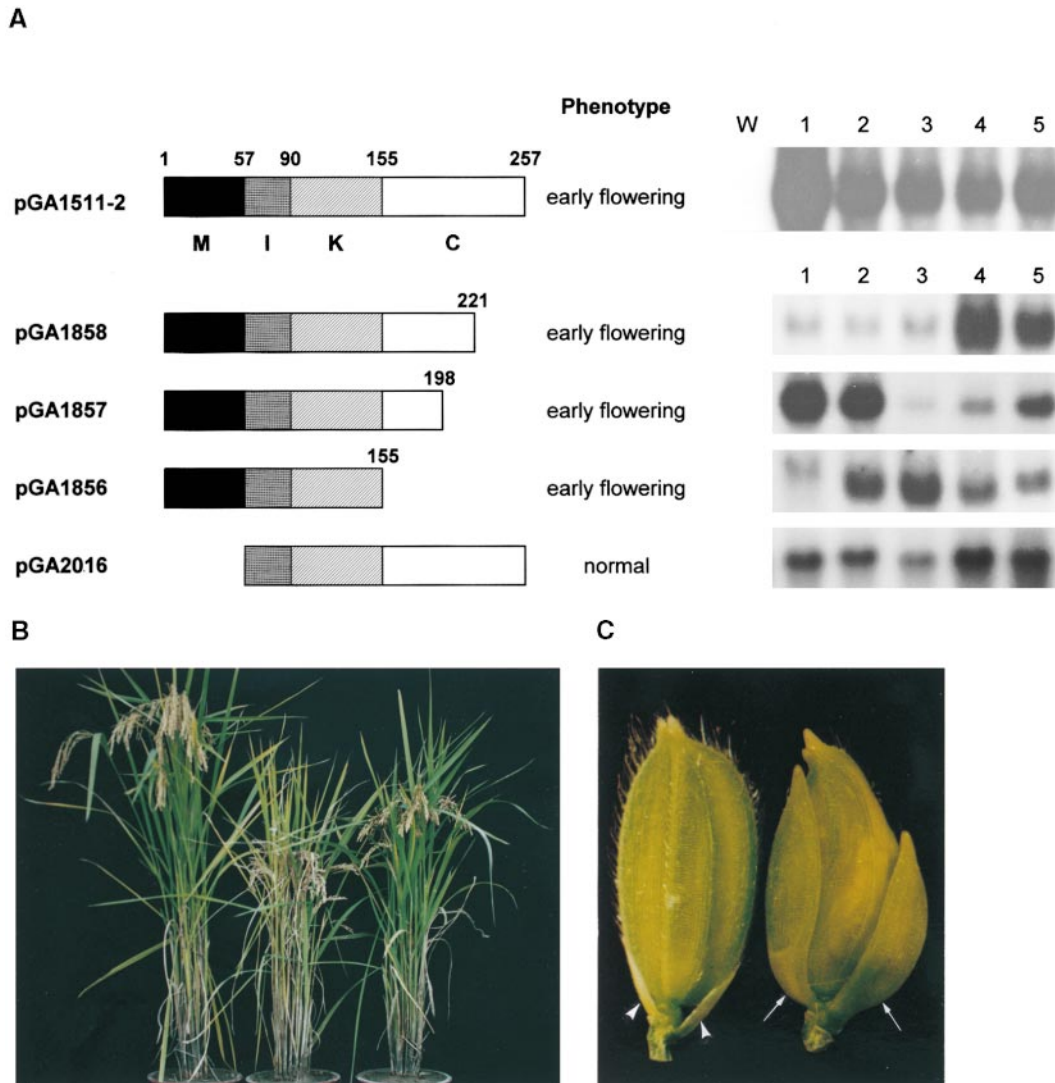 A
Phenotype
W 1 2 3 4 5
1 57 90 155 257
pGA1511-2 early flowering
M I K C
1 2 3 4 5
221
pGA1858 early flowering
198
pGA1857 early flowering
155
pGA1856 early flowering
pGA2016 normal
B
C